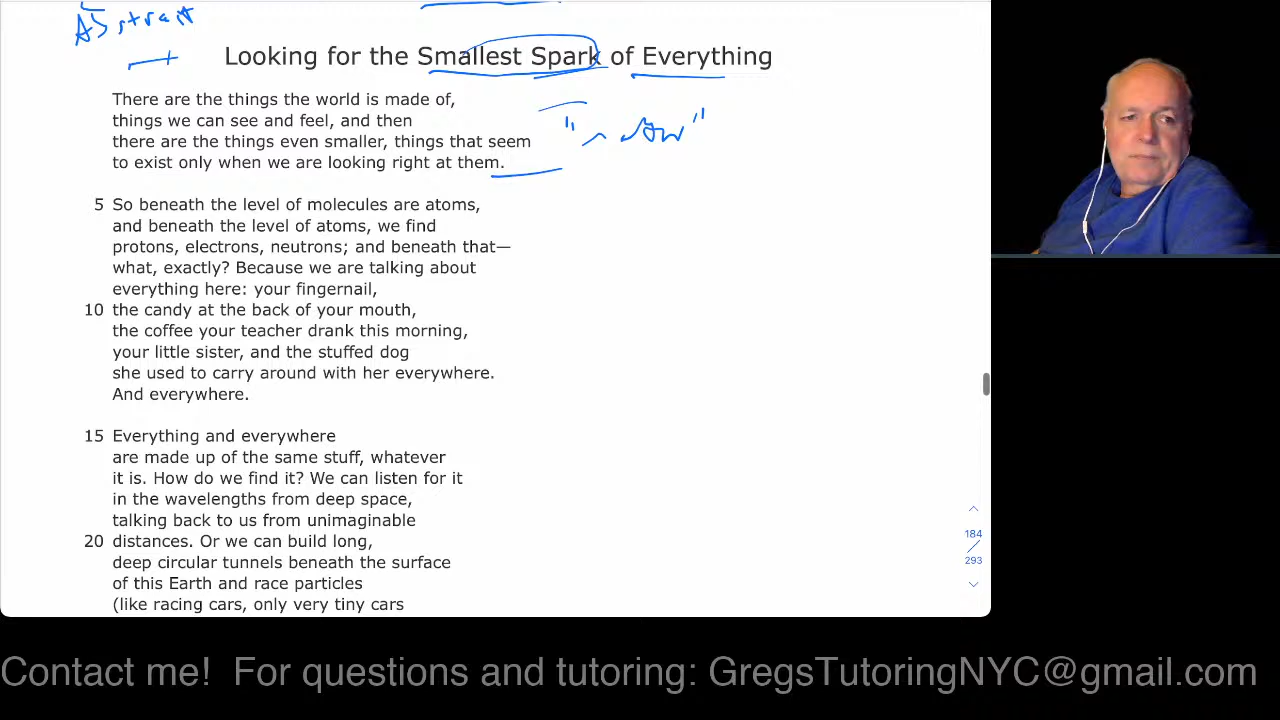 Abstract
Looking for the Smallest Spark of Everything
There are the things the world is made of,
things we can see and feel, and then
there are the things even smaller, things that seem
to exist only when we are looking right at them.
5 So beneath the level of molecules are atoms,
and beneath the level of atoms, we find
protons, electrons, neutrons; and beneath that—
what, exactly? Because we are talking about
everything here: your fingernail,
10 the candy at the back of your mouth,
the coffee your teacher drank this morning,
your little sister, and the stuffed dog
she used to carry around with her everywhere.
And everywhere.
15 Everything and everywhere
are made up of the same stuff, whatever
it is. How do we find it? We can listen for it
in the wavelengths from deep space,
talking back to us from unimaginable
20 distances. Or we can build long,
deep circular tunnels beneath the surface
of this Earth and race particles
(like racing cars, only very tiny cars
184
293
Contact me! For questions and tutoring: GregsTutoringNYC@gmail.com